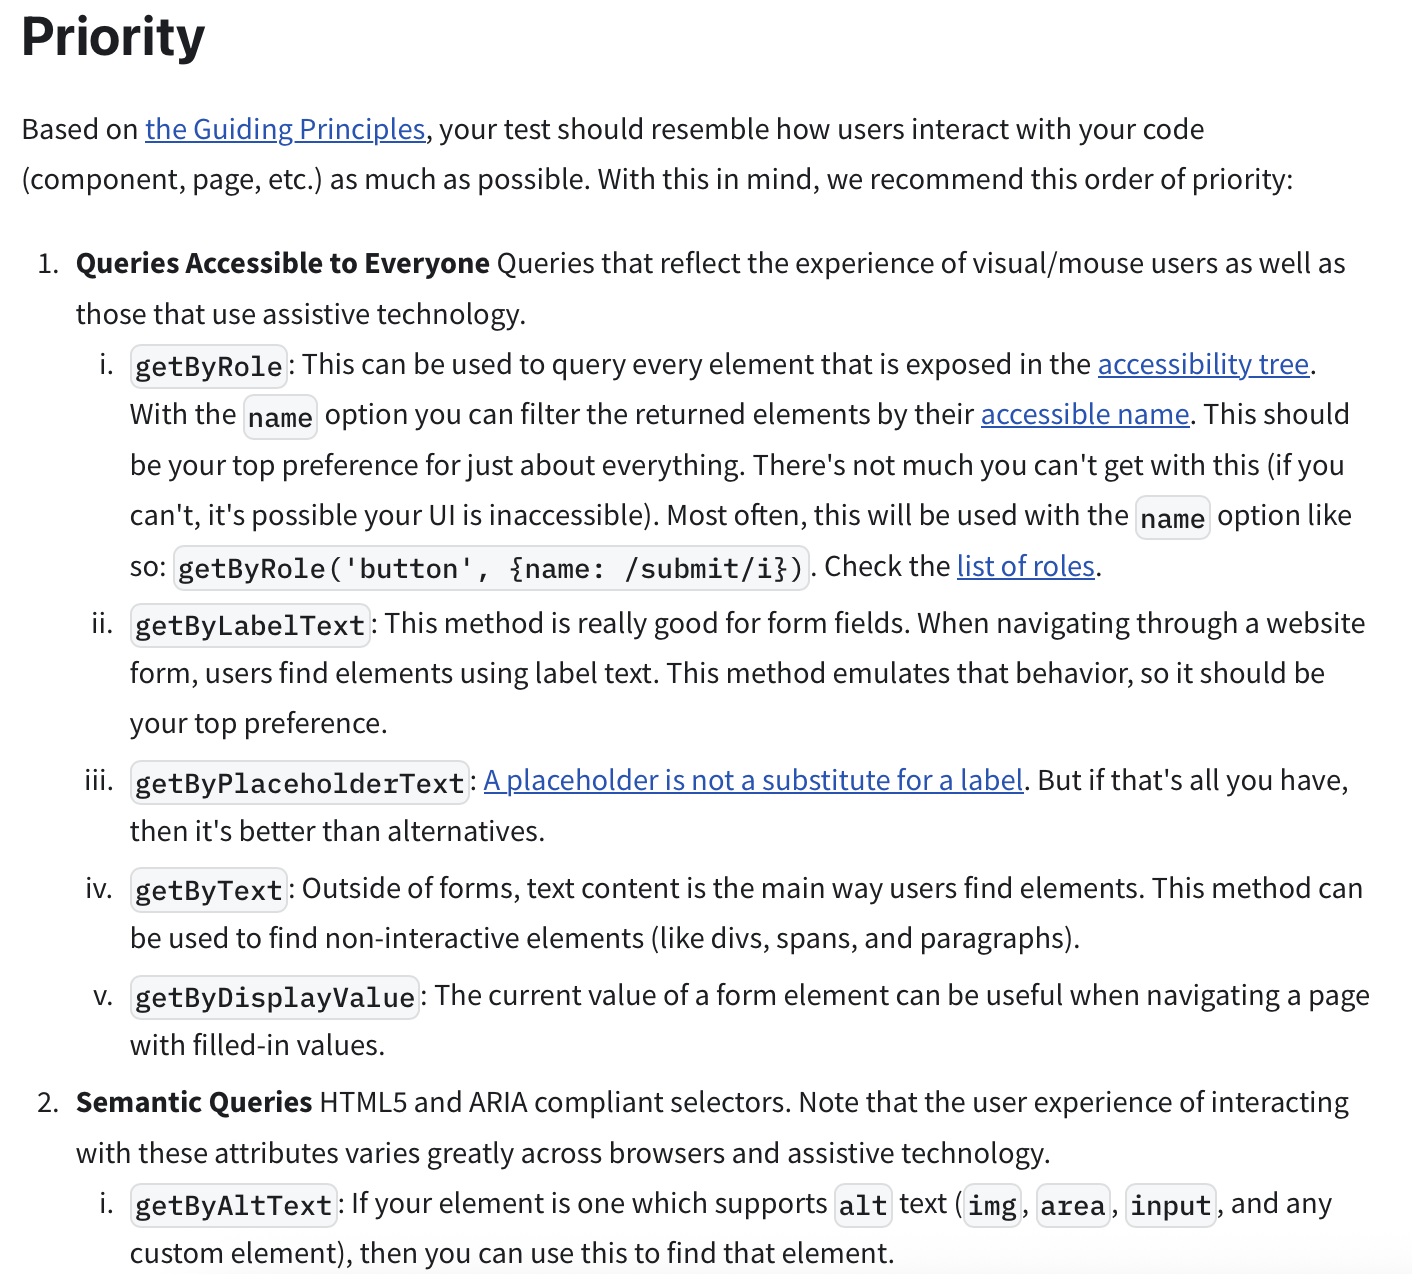 Priority
Based on the Guiding Principles, your test should resemble how users interact with your code
(component, page, etc.) as much as possible. With this in mind, we recommend this order of priority:
1. Queries Accessible to Everyone Queries that reflect the experience of visual/mouse users as well as
those that use assistive technology.
i. getByRole: This can be used to query every element that is exposed in the accessibility tree.
With the name option you can filter the returned elements by their accessible name. This should
be your top preference for just about everything. There's not much you can't get with this (if you
can't, it's possible your UI is inaccessible). Most often, this will be used with the name option like
so: getByRole('button', {name: /submit/i}). Check the list of roles.
ii. getByLabelText: This method is really good for form fields. When navigating through a website
form, users find elements using label text. This method emulates that behavior, so it should be
your top preference.
iii. getByPlaceholderText: A placeholder is not a substitute for a label. But if that's all you have,
then it's better than alternatives.
iv. getByText: Outside of forms, text content is the main way users find elements. This method can
be used to find non-interactive elements (like divs, spans, and paragraphs).
v. getByDisplayValue: The current value of a form element can be useful when navigating a page
with filled-in values.
2. Semantic Queries HTML5 and ARIA compliant selectors. Note that the user experience of interacting
with these attributes varies greatly across browsers and assistive technology.
i. getByAltText: If your element is one which supports alt text (img, area, input, and any
custom element), then you can use this to find that element.